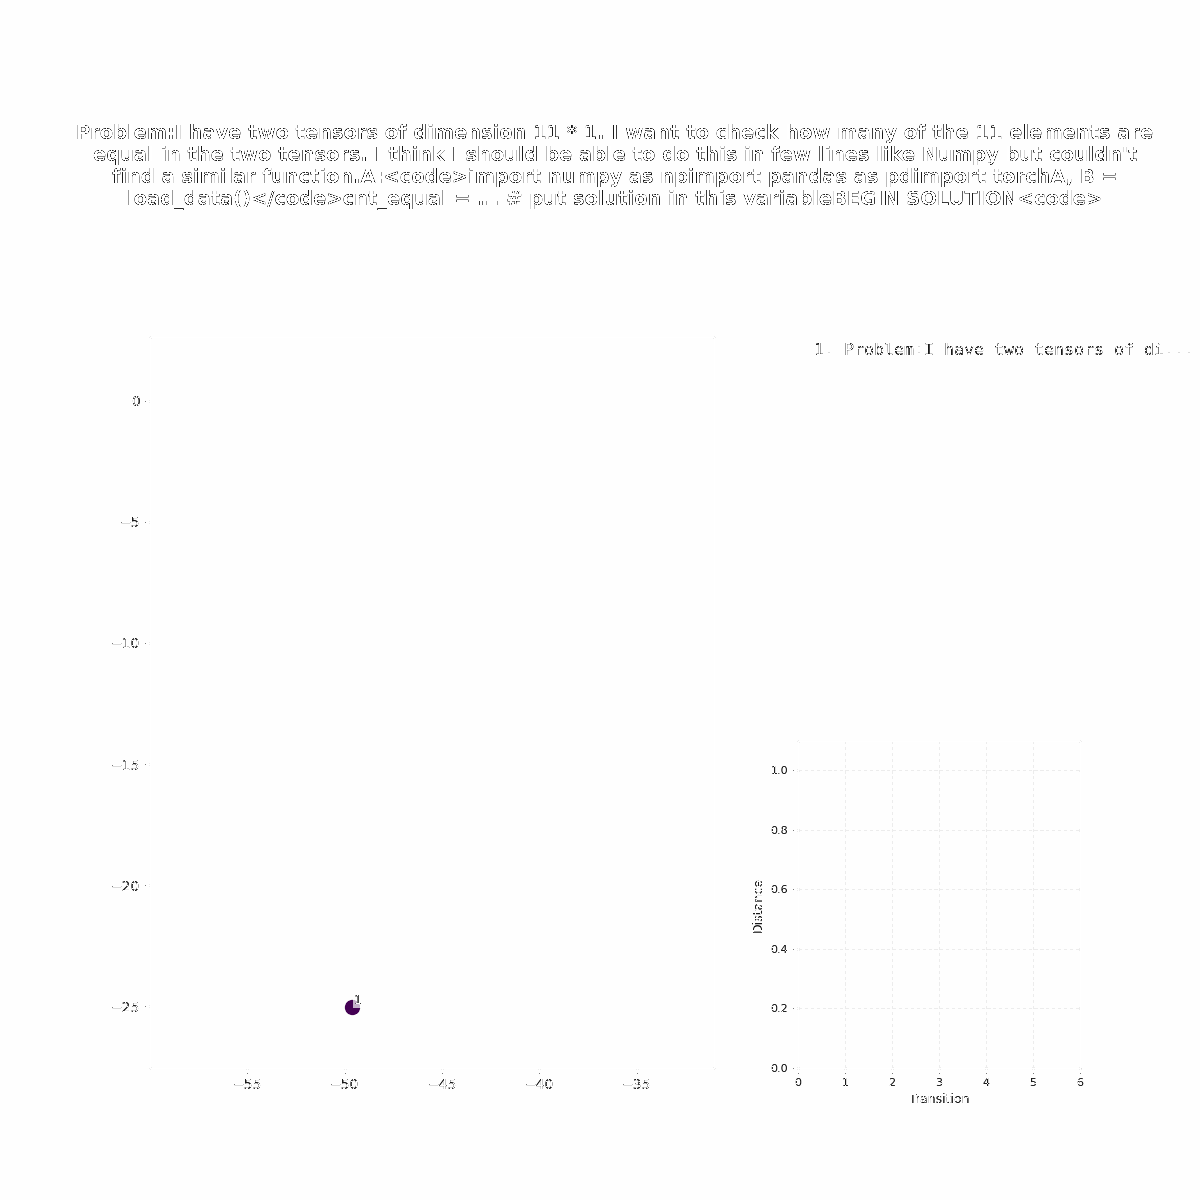 Problem:I have two tensors of dimension 11 * 1. I want to check how many of the 11 elements are
equal in the two tensors. I think I should be able to do this in few lines like Numpy but couldn't
find a similar function.A:<code>import numpy as npimport pandas as pdimport torchA, B =
load_data()</code>cnt_equal = ... # put solution in this variableBEGIN SOLUTION<code>
1. Problem:I have two tensors of di...
0
−5
−10
−15
−20
−25
−55 −50 −45 −40 −35
1
1.0
0.8
0.6
0.4
0.2
0.0
Distance
0 1 2 3 4 5 6
Transition